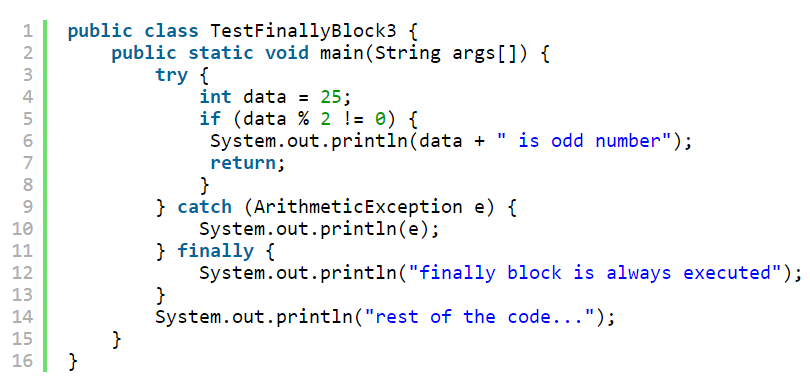 1 public class TestFinallyBlock3 {
2     public static void main(String args[]) {
3         try {
4             int data = 25;
5             if (data % 2 != 0) {
6              System.out.println(data + " is odd number");
7              return;
8             }
9         } catch (ArithmeticException e) {
10             System.out.println(e);
11         } finally {
12             System.out.println("finally block is always executed");
13         }
14         System.out.println("rest of the code...");
15     }
16 }